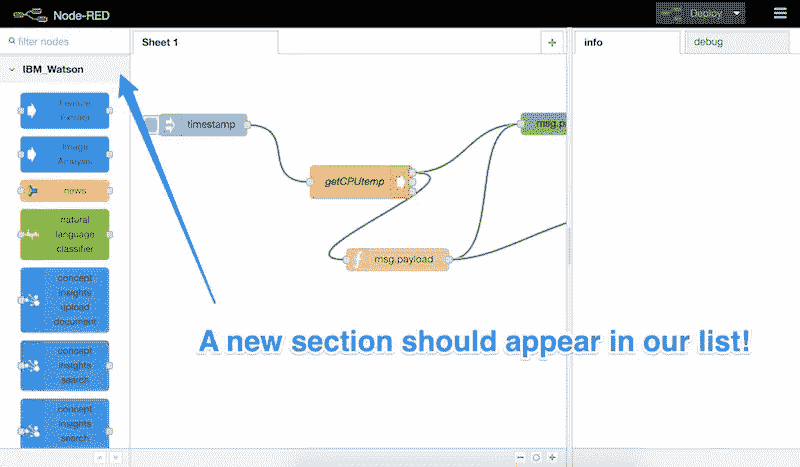 Node-RED
Deploy
filter nodes
Sheet 1
info
debug
IBM_Watson
Feature
Extract
Image
Analysis
news
natural
language
classifier
concept
insights
upload
document
concept
insights
search
concept
insights
search
timestamp
getCPUtemp
msg.payload
msg.pa
A new section should appear in our list!